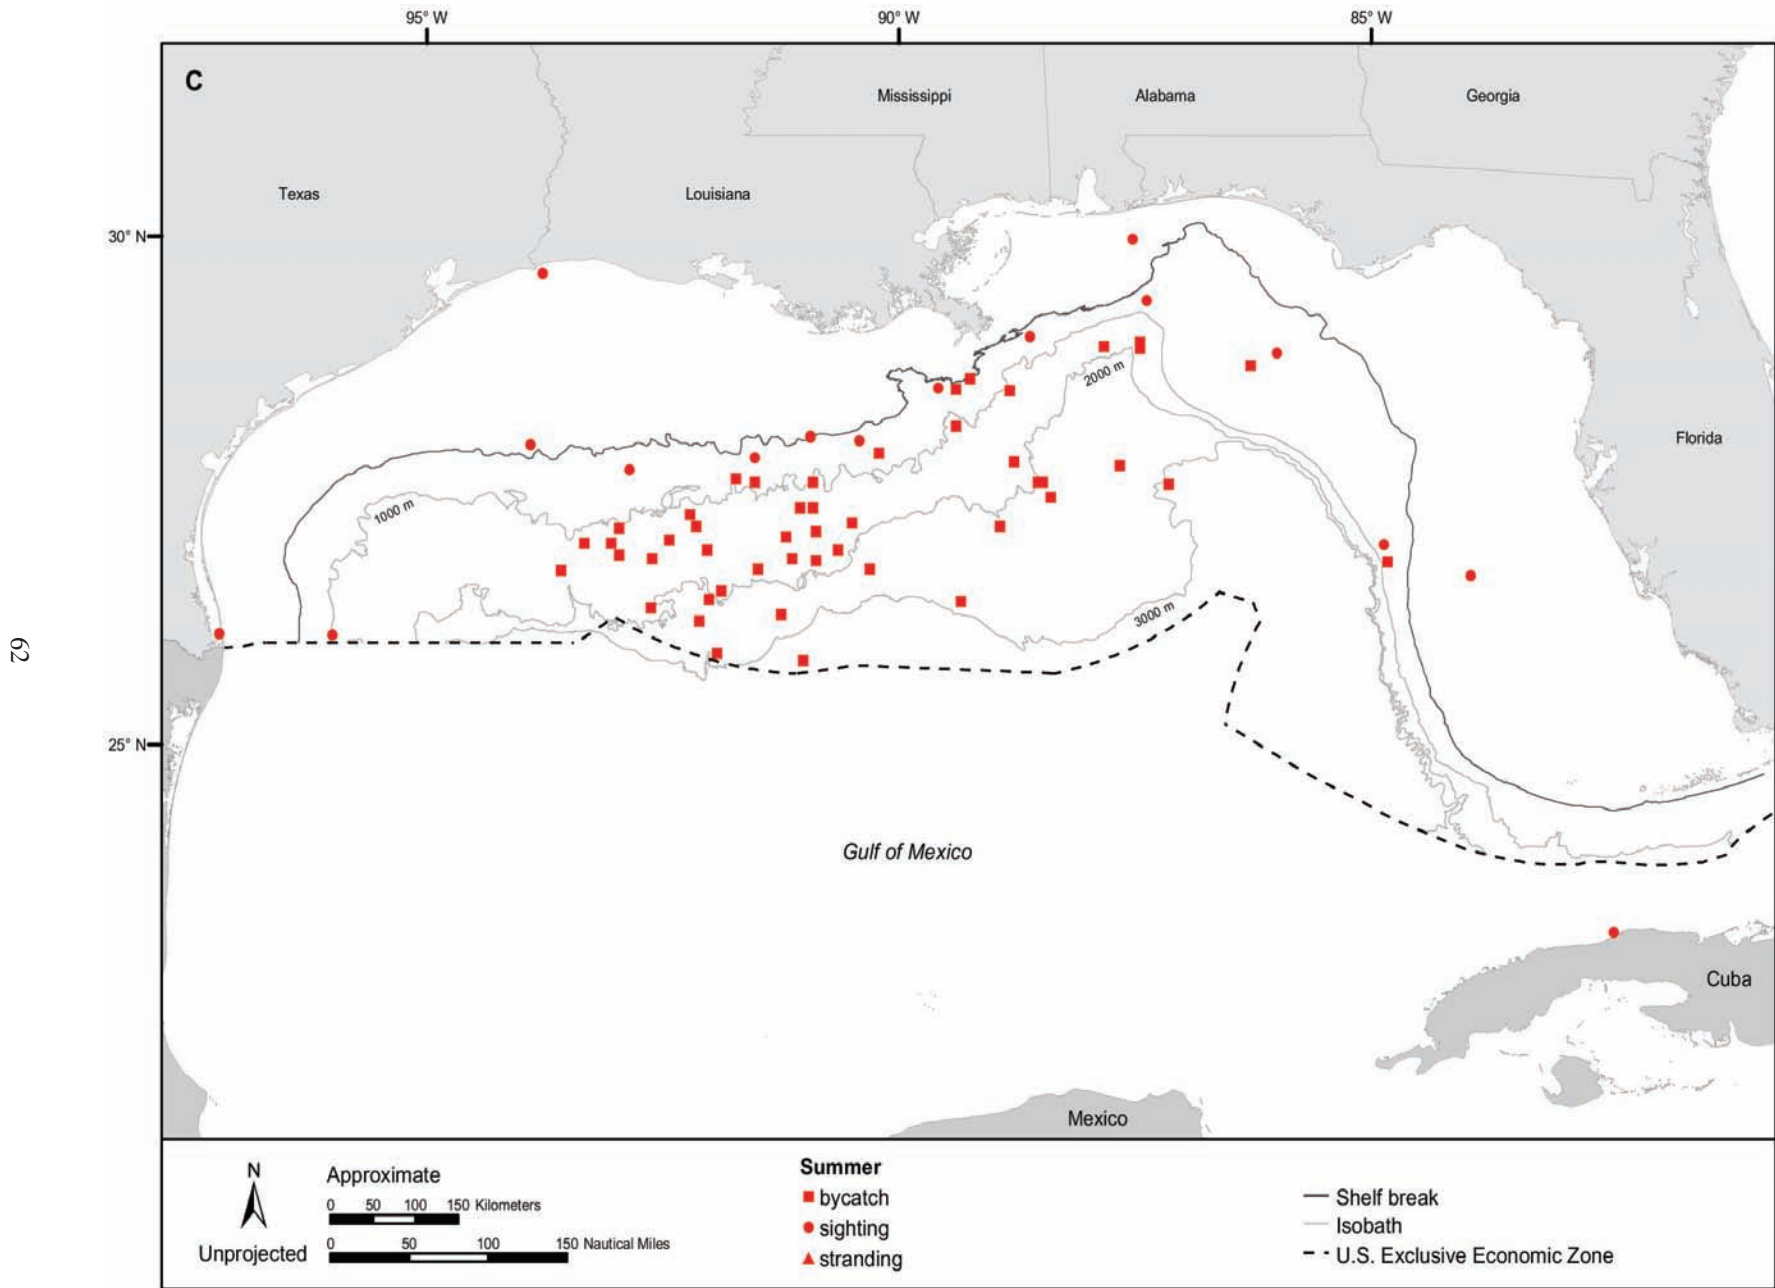 95° W 90° W 85° W
C
Mississippi Alabama Georgia
Texas Louisiana
30° N
2000 m
Florida
1000 m
3000 m
62
25° N
Gulf of Mexico
Cuba
Mexico
N
Unprojected
Approximate
0 50 100 150 Kilometers
0 50 100 150 Nautical Miles
Summer
bycatch
sighting
stranding
Shelf break
Isobath
U.S. Exclusive Economic Zone